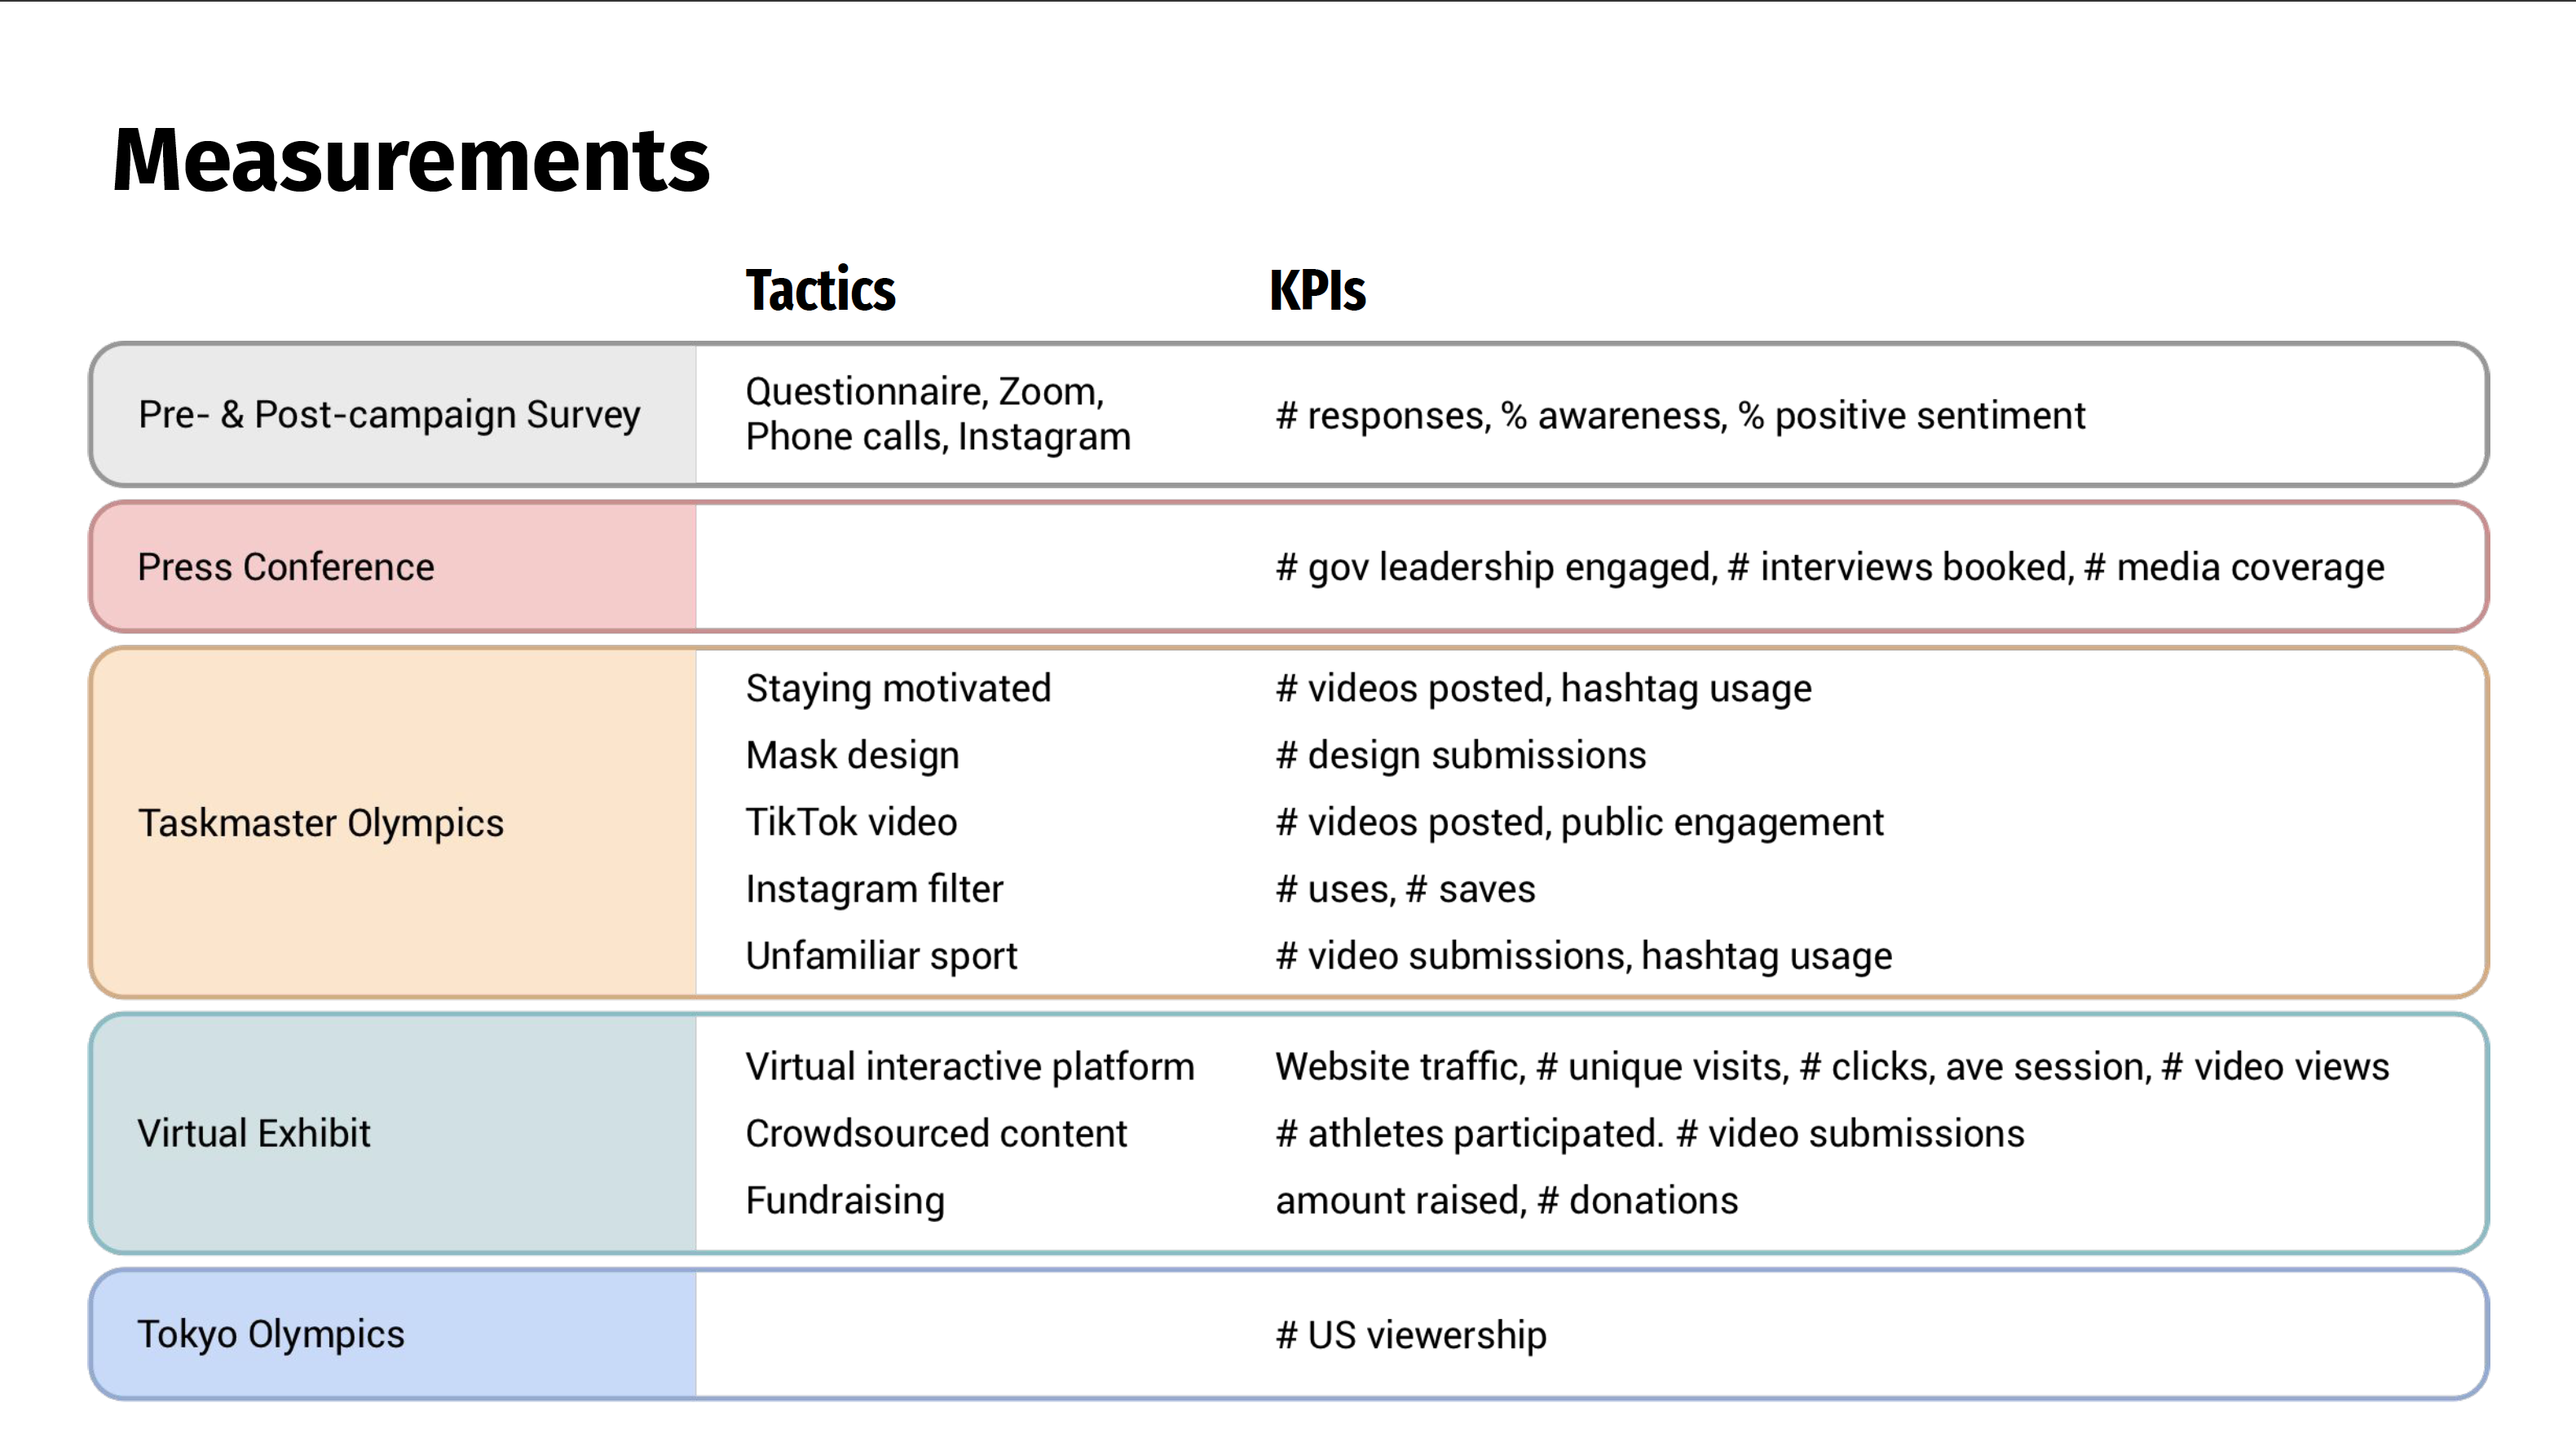 Measurements
Tactics KPIs
Pre- & Post-campaign Survey
Questionnaire, Zoom,
Phone calls, Instagram
# responses, % awareness, % positive sentiment
Press Conference
# gov leadership engaged, # interviews booked, # media coverage
Taskmaster Olympics
Staying motivated # videos posted, hashtag usage
Mask design # design submissions
TikTok video # videos posted, public engagement
Instagram filter # uses, # saves
Unfamiliar sport # video submissions, hashtag usage
Virtual Exhibit
Virtual interactive platform Website traffic, # unique visits, # clicks, ave session, # video views
Crowdsourced content # athletes participated. # video submissions
Fundraising amount raised, # donations
Tokyo Olympics
# US viewership